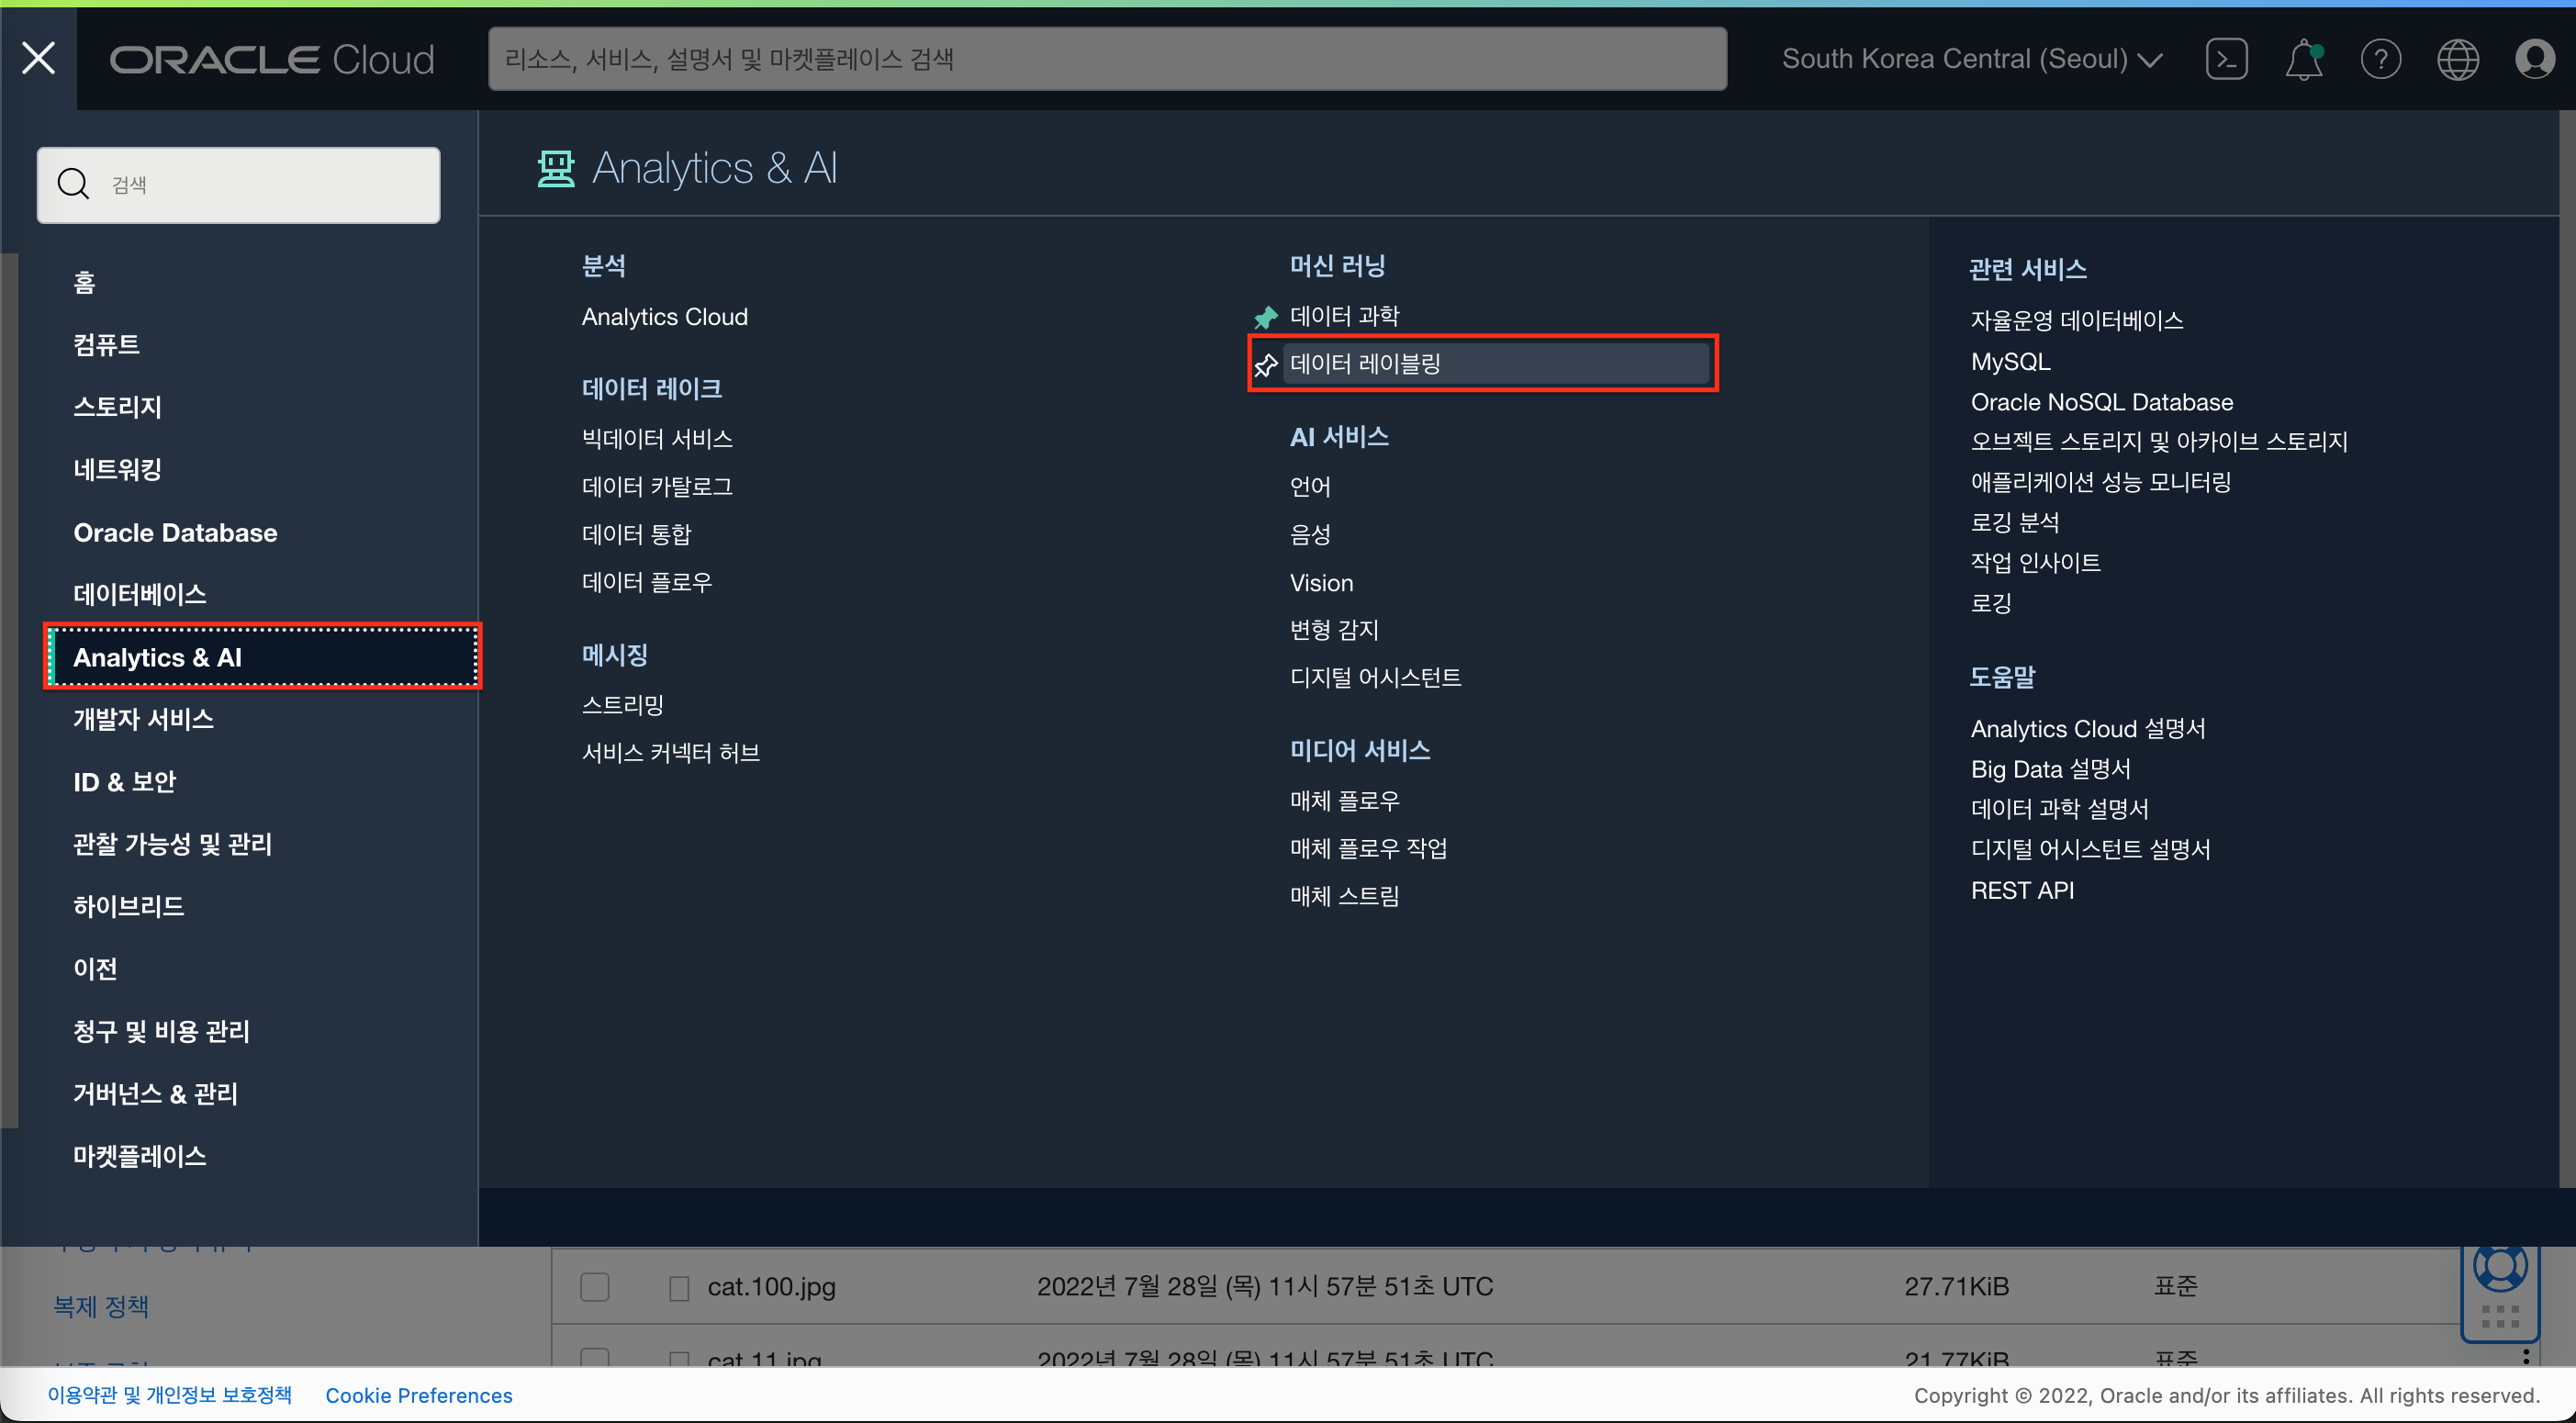 ORACLE Cloud
리소스, 서비스, 설명서 및 마켓플레이스 검색
South Korea Central (Seoul)
검색
홈
컴퓨트
스토리지
네트워킹
Oracle Database
데이터베이스
Analytics & AI
개발자 서비스
ID & 보안
관찰 가능성 및 관리
하이브리드
이전
청구 및 비용 관리
거버넌스 & 관리
마켓플레이스
Analytics & AI
분석
Analytics Cloud
데이터 레이크
빅데이터 서비스
데이터 카탈로그
데이터 통합
데이터 플로우
메시징
스트리밍
서비스 커넥터 허브
머신 러닝
데이터 과학
데이터 레이블링
AI 서비스
언어
음성
Vision
변형 감지
디지털 어시스턴트
미디어 서비스
매체 플로우
매체 플로우 작업
매체 스트림
관련 서비스
자율운영 데이터베이스
MySQL
Oracle NoSQL Database
오브젝트 스토리지 및 아카이브 스토리지
애플리케이션 성능 모니터링
로깅 분석
작업 인사이트
로깅
도움말
Analytics Cloud 설명서
Big Data 설명서
데이터 과학 설명서
디지털 어시스턴트 설명서
REST API
복제 정책
cat.100.jpg 2022년 7월 28일 (목) 11시 57분 51초 UTC 27.71KiB 표준
cat.11.jpg 2022년 7월 28일 (목) 11시 57분 51초 UTC 21.77KiB 표준
이용약관 및 개인정보 보호정책 Cookie Preferences
Copyright © 2022, Oracle and/or its affiliates. All rights reserved.